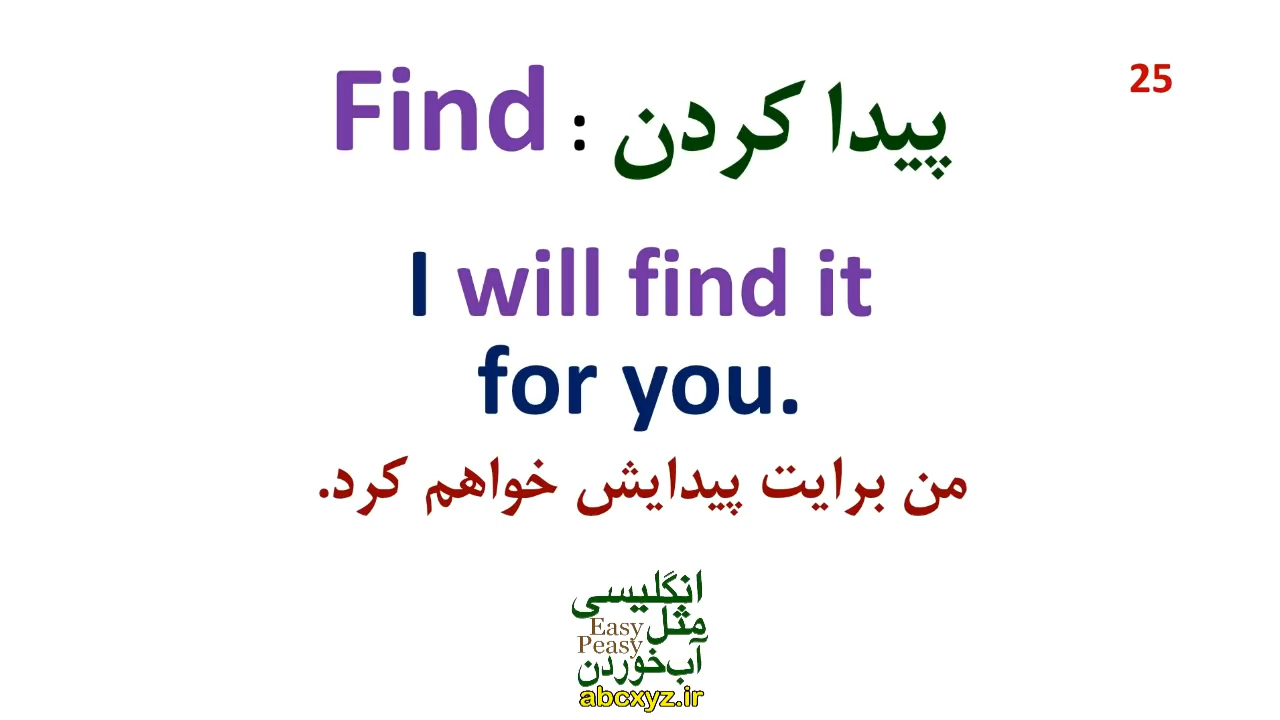 25
Find : پیدا کردن
I will find it
for you.
من برایت پیدایش خواهم کرد.
انگلیسی
مثل Easy
Peasy
آب‌خوردن
abcxyz.ir